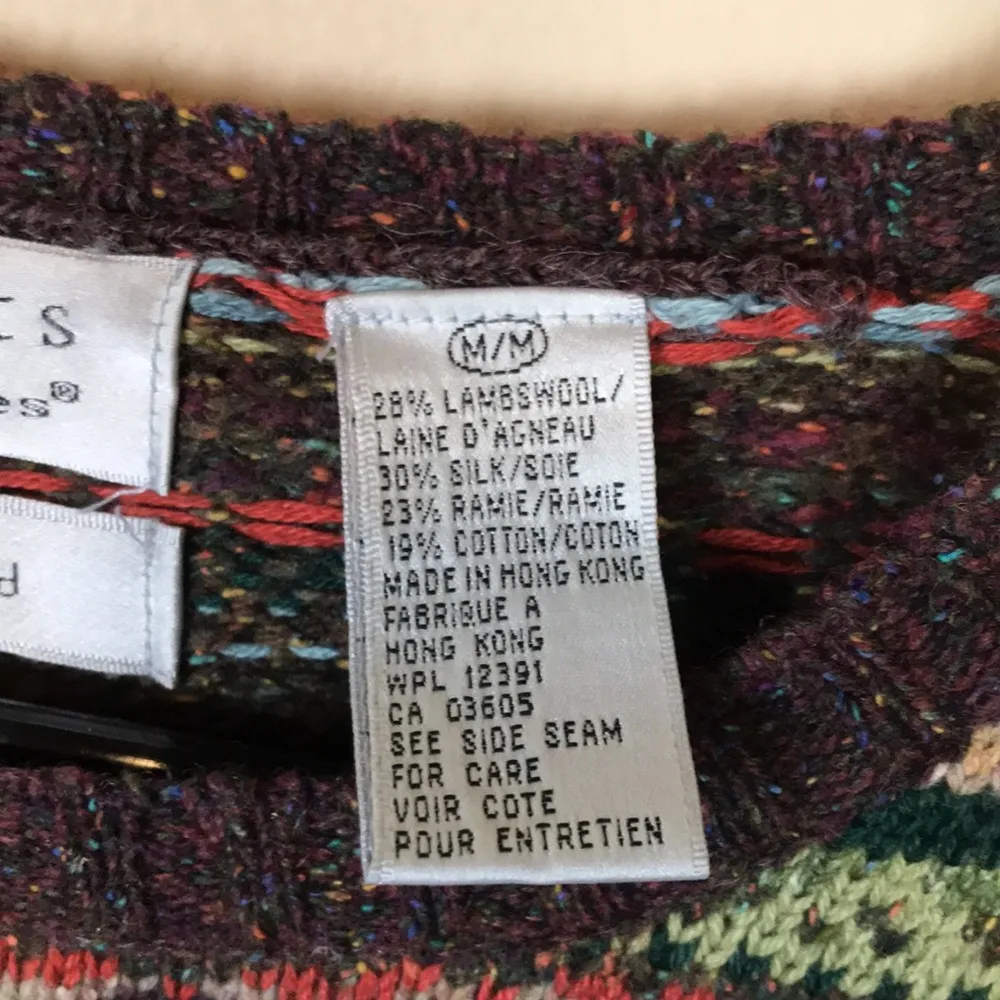 S
es®
d
M/M
28% LAMBSWOOL/
LAINE D'AGNEAU
30% SILK/SOIE
23% RAMIE/RAMIE
19% COTTON/COTON
MADE IN HONG KONG
FABRIQUE A
HONG KONG
WPL 12391
CA 03605
SEE SIDE SEAM
FOR CARE
VOIR COTE
POUR ENTRETIEN